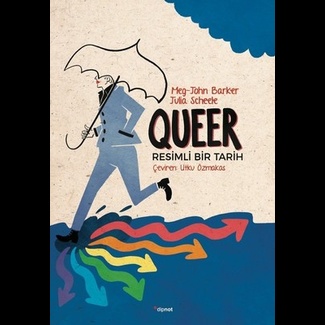 Meg-John Barker
Julia Scheele
QUEER
RESİMLİ BİR TARİH
Çeviren Utku Özmakas
dipnot